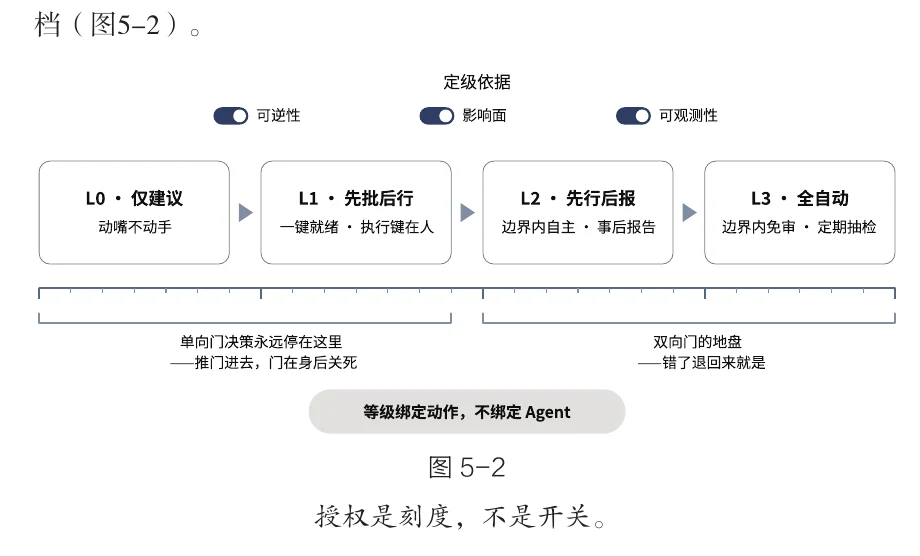 档（图5–2）。
定级依据
可逆性 影响面 可观测性
L0 · 仅建议 L1 · 先批后行 L2 · 先行后报 L3 · 全自动
动嘴不动手 一键就绪 · 执行键在人 边界内自主 · 事后报告 边界内免审 · 定期抽检
单向门决策永远停在这里 双向门的地盘
——推门进去，门在身后关死 ——错了退回来就是
等级绑定动作，不绑定 Agent
图 5–2
授权是刻度，不是开关。